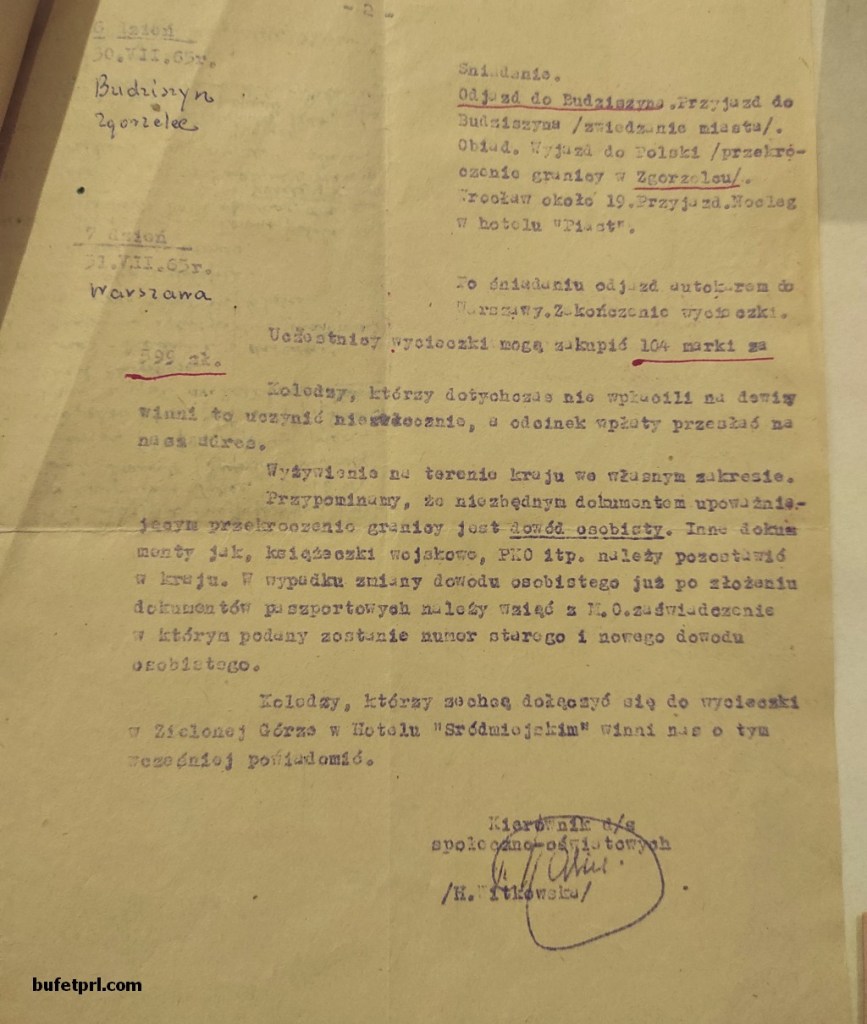 - 2 -
6 dzień
30.VII.65r.
Budziszyn
Zgorzelec
Sniadanie.
Odjazd do Budziszyna.Przyjazd do
Budziszyna /zwiedzanie miasta/.
Obiad. Wyjazd do Polski /przekro-
czenie granicy w Zgorzelcu/.
Wrocław około 19.Przyjazd.Nocleg
w hotelu "Piast".
7 dzień
31.VII.65r.
Warszawa
Po śniadaniu odjazd autokarem do
Warszawy.Zakończenie wycieczki.
Uczestnicy wycieczki mogą zakupić 104 marki za
599 zł.
Koledzy, którzy dotychczas nie wpłacili na dewizy
winni to uczynić niezwłocznie, a odcinek wpłaty przesłać na
nasz adres.
Wyżywienie na terenie kraju we własnym zakresie.
Przypominamy, że niezbędnym dokumentem upoważnia-
jącym przekroczenie granicy jest dowód osobisty. Inne doku-
menty jak, książeczki wojskowe, PKO itp. należy pozostawić
w kraju. W wypadku zmiany dowodu osobistego już po złożeniu
dokumentów paszportowych należy wziąć z M.O.zaświadczenie
w którym podany zostanie numer starego i nowego dowodu
osobistego.
Koledzy, którzy zechcą dołączyć się do wycieczki
w Zielonej Górze w Hotelu "Sródmiejskim" winni nas o tym
wcześniej powiadomić.
Kierownik d/s
społeczno-oświatowych
/H.Witkowska/
bufetprl.com